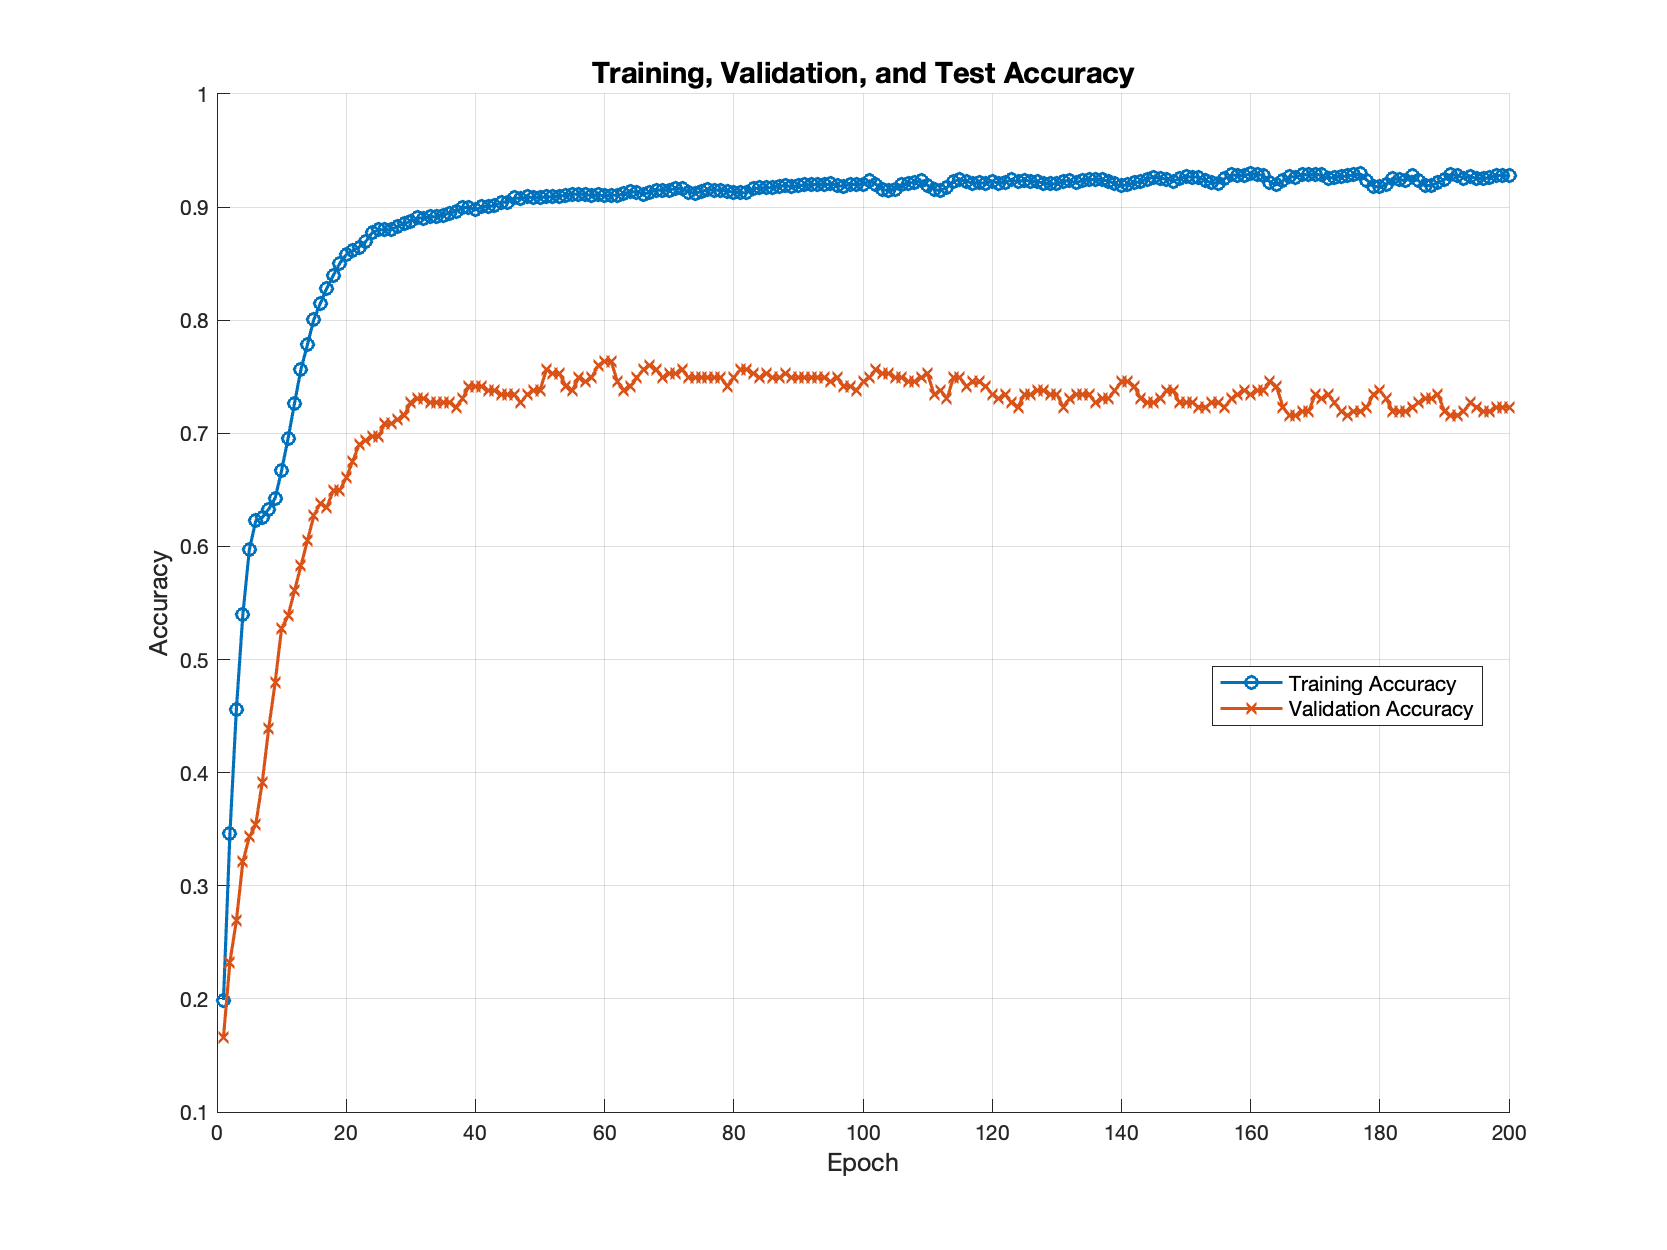 Training, Validation, and Test Accuracy
1
0.9
0.8
0.7
0.6
0.5
0.4
0.3
0.2
0.1
Accuracy
Training Accuracy
Validation Accuracy
0 20 40 60 80 100 120 140 160 180 200
Epoch